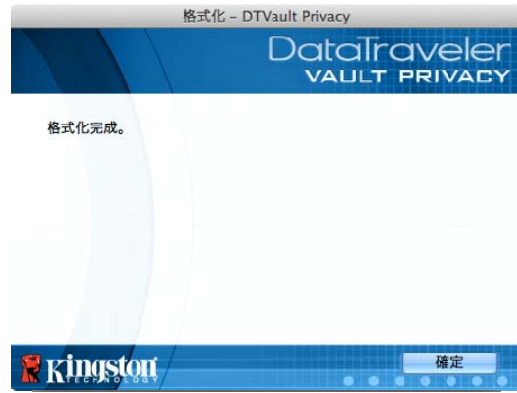 格式化 – DTVault Privacy
DataTraveler
VAULT PRIVACY
格式化完成。
Kingston
TECHNOLOGY
確定